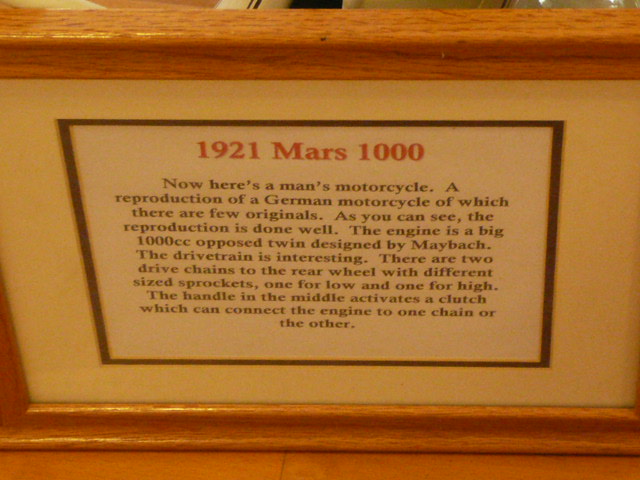 1921 Mars 1000
Now here's a man's motorcycle. A
reproduction of a German motorcycle of which
there are few originals. As you can see, the
reproduction is done well. The engine is a big
1000cc opposed twin designed by Maybach.
The drivetrain is interesting. There are two
drive chains to the rear wheel with different
sized sprockets, one for low and one for high.
The handle in the middle activates a clutch
which can connect the engine to one chain or
the other.